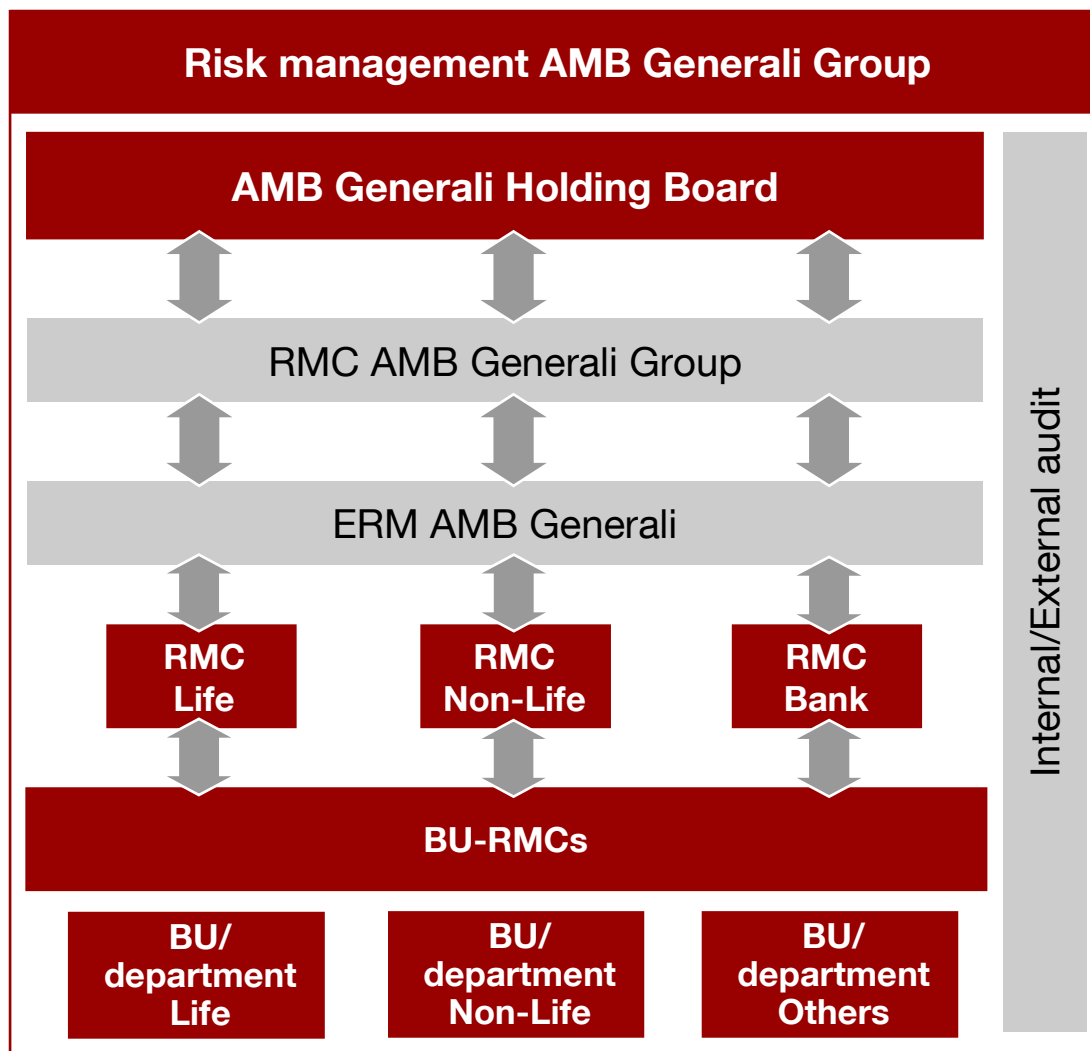 Risk management AMB Generali Group
AMB Generali Holding Board
RMC AMB Generali Group
ERM AMB Generali
RMC
Life
RMC
Non-Life
RMC
Bank
BU-RMCs
BU/
department
Life
BU/
department
Non-Life
BU/
department
Others
Internal/External audit